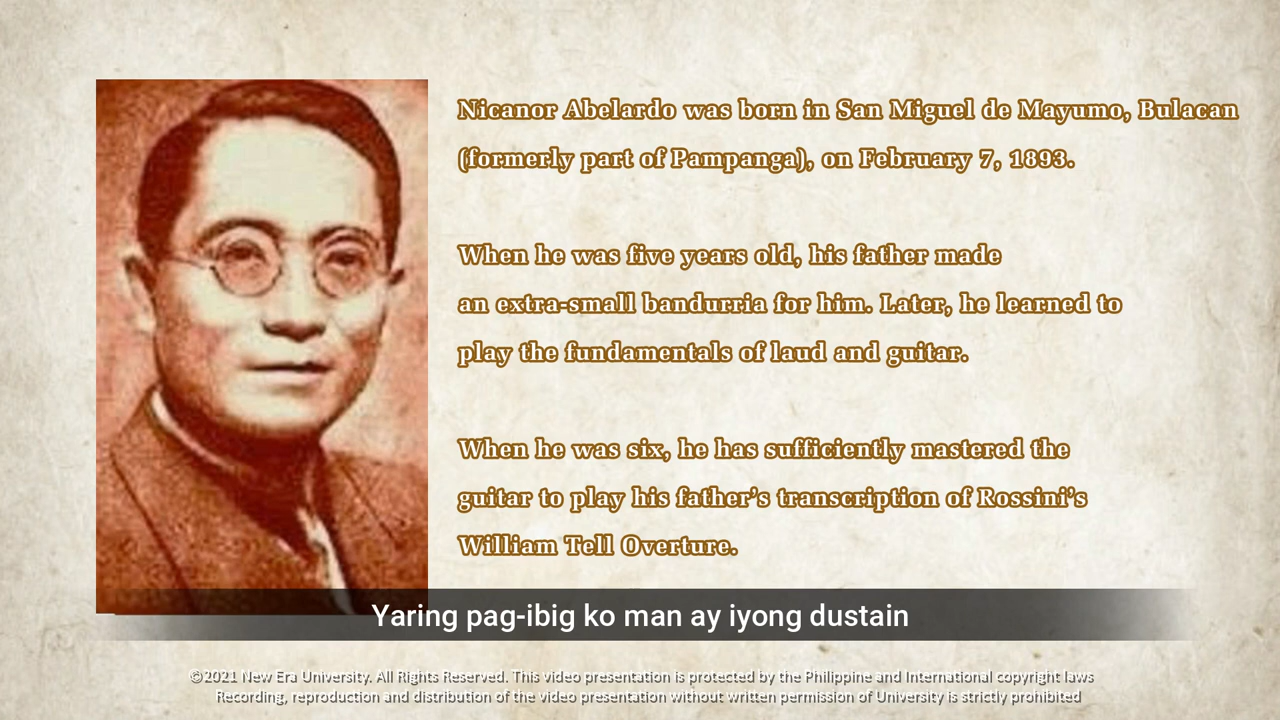 Nicanor Abelardo was born in San Miguel de Mayumo, Bulacan
(formerly part of Pampanga), on February 7, 1893.
When he was five years old, his father made
an extra-small bandurria for him. Later, he learned to
play the fundamentals of laud and guitar.
When he was six, he has sufficiently mastered the
guitar to play his father's transcription of Rossini's
William Tell Overture.
Yaring pag-ibig ko man ay iyong dustain
©2021 New Era University. All Rights Reserved. This video presentation is protected by the Philippine and International copyright laws
Recording, reproduction and distribution of the video presentation without written permission of University is strictly prohibited